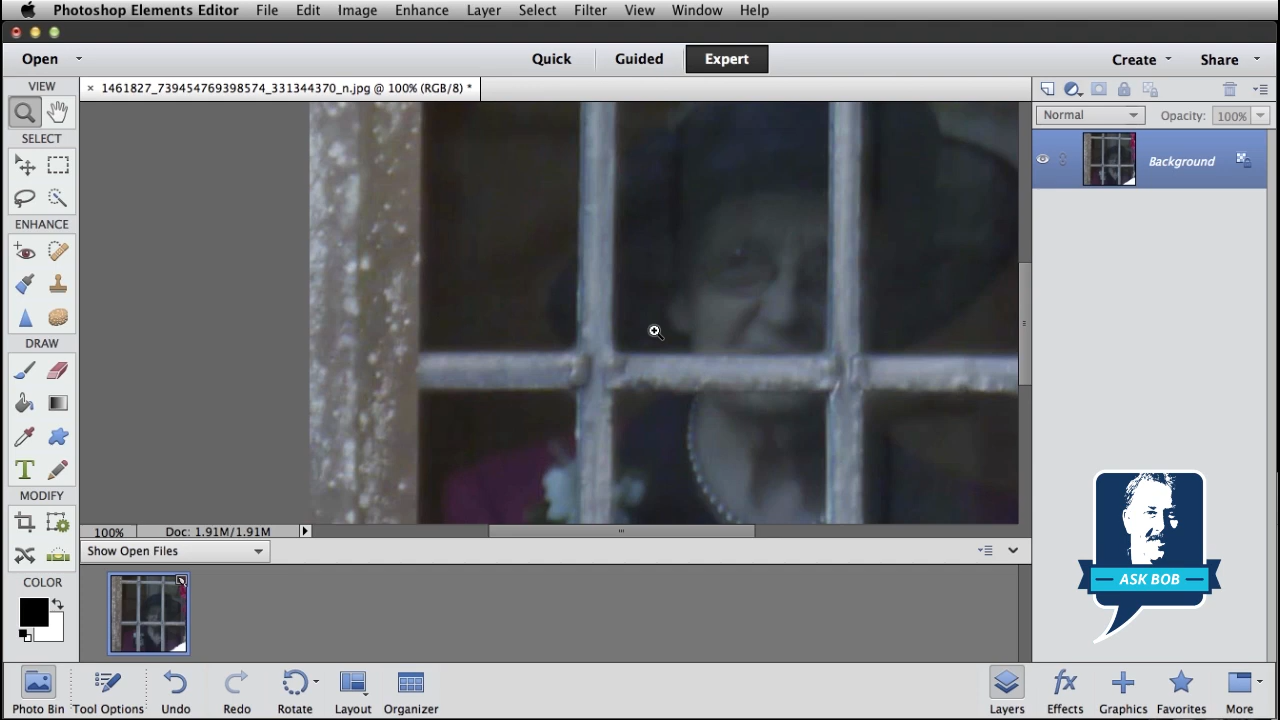 Photoshop Elements Editor File Edit Image Enhance Layer Select Filter View Window Help
Open Quick Guided Expert Create Share
VIEW
× 1461827_739454769398574_331344370_n.jpg @ 100% (RGB/8) *
Normal Opacity: 100%
SELECT
Background
ENHANCE
DRAW
T
MODIFY
100% Doc: 1.91M/1.91M
Show Open Files
COLOR
ASK BOB
Photo Bin Tool Options Undo Redo Rotate Layout Organizer Layers fx Effects Graphics Favorites More